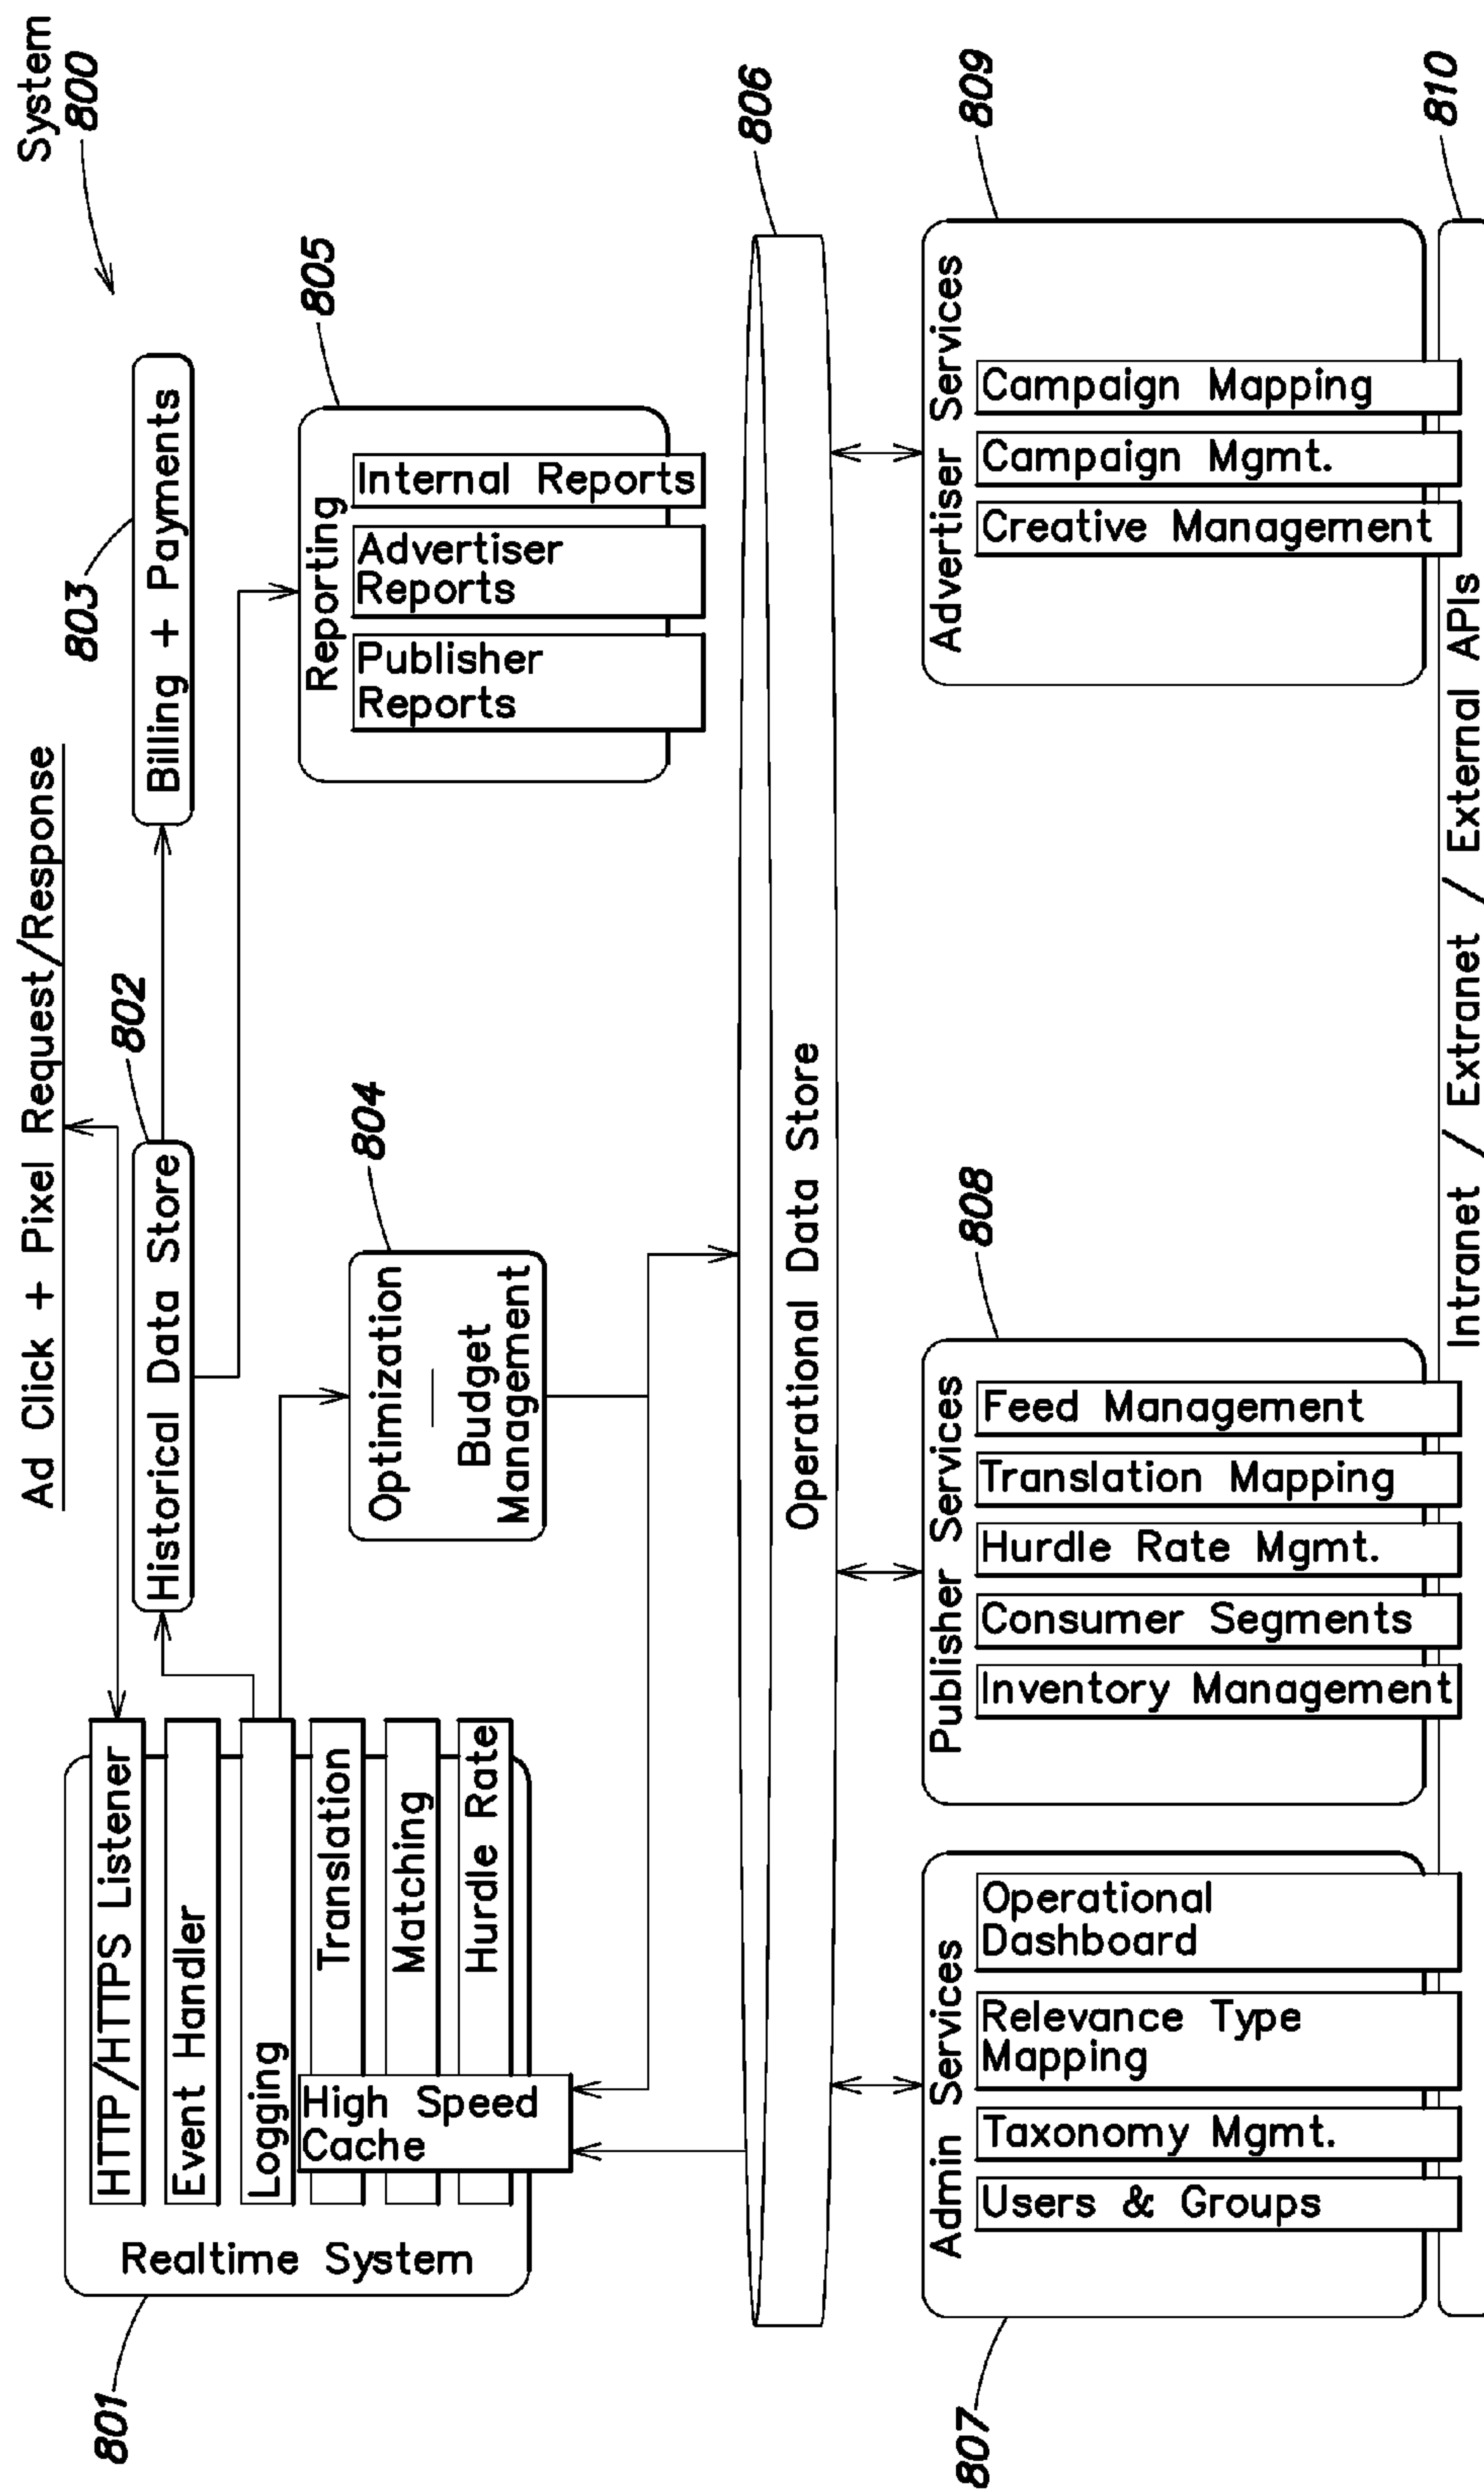 System
800
Ad Click + Pixel Request/Response
801
Realtime System
HTTP/HTTPS Listener
Event Handler
Logging
Translation
Matching
Hurdle Rate
High Speed
Cache
802
Historical Data Store
803
Billing + Payments
804
Optimization
Budget
Management
805
Reporting
Publisher
Reports
Advertiser
Reports
Internal Reports
806
Operational Data Store
807
Admin Services
Users & Groups
Taxonomy Mgmt.
Relevance Type
Mapping
Operational
Dashboard
808
Publisher Services
Inventory Management
Consumer Segments
Hurdle Rate Mgmt.
Translation Mapping
Feed Management
809
Advertiser Services
Creative Management
Campaign Mgmt.
Campaign Mapping
810
Intranet / Extranet / External APIs